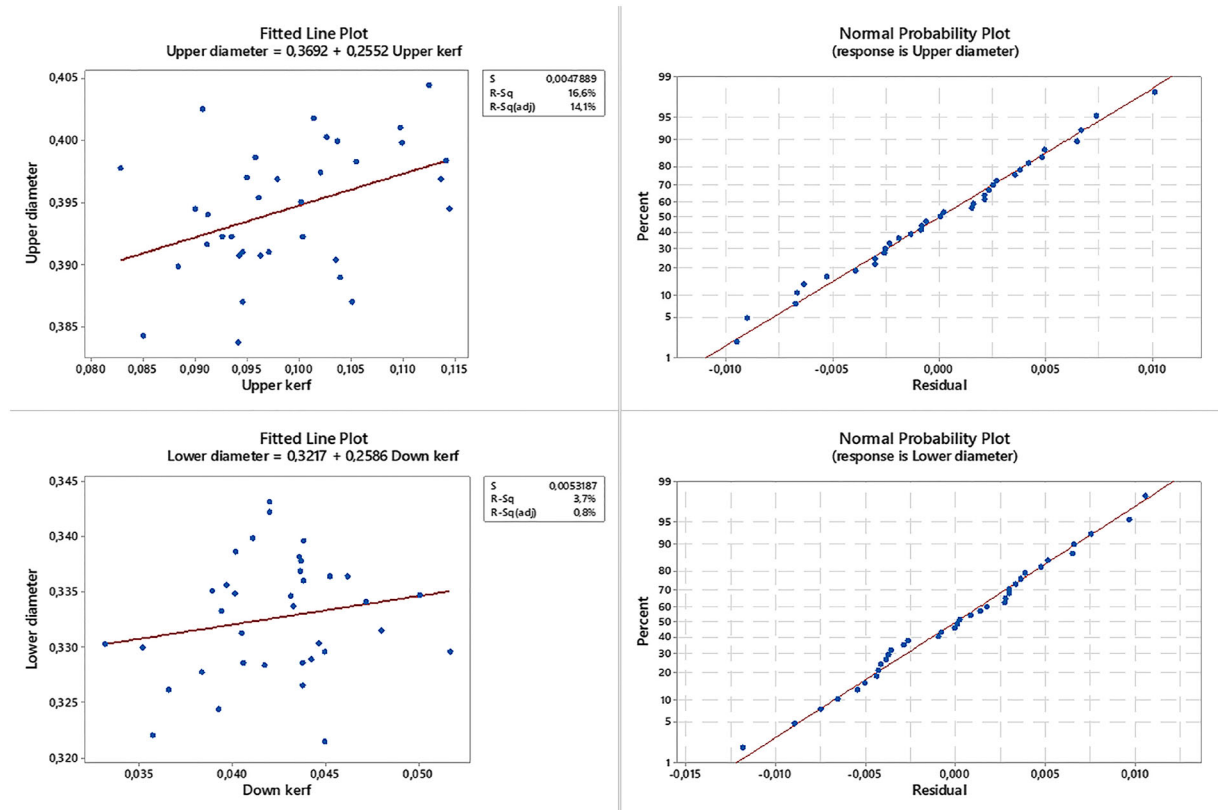 Fitted Line Plot
Upper diameter = 0,3692 + 0,2552 Upper kerf
S 0,0047889
R-Sq 16,6%
R-Sq(adj) 14,1%
0,405
0,400
0,395
0,390
0,385
Upper diameter
0,080 0,085 0,090 0,095 0,100 0,105 0,110 0,115
Upper kerf
Normal Probability Plot
(response is Upper diameter)
99
95
90
80
70
60
50
40
30
20
10
5
1
Percent
-0,010 -0,005 0,000 0,005 0,010
Residual
Fitted Line Plot
Lower diameter = 0,3217 + 0,2586 Down kerf
S 0,0053187
R-Sq 3,7%
R-Sq(adj) 0,8%
0,345
0,340
0,335
0,330
0,325
0,320
Lower diameter
0,035 0,040 0,045 0,050
Down kerf
Normal Probability Plot
(response is Lower diameter)
99
95
90
80
70
60
50
40
30
20
10
5
1
Percent
-0,015 -0,010 -0,005 0,000 0,005 0,010
Residual